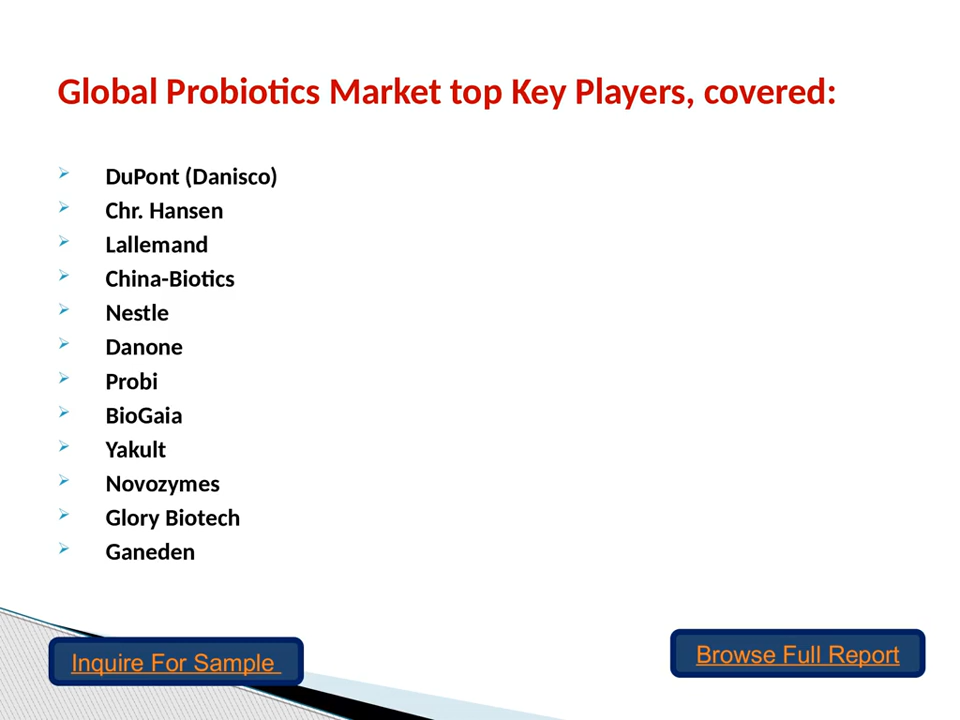 Global Probiotics Market top Key Players, covered:
DuPont (Danisco)
Chr. Hansen
Lallemand
China-Biotics
Nestle
Danone
Probi
BioGaia
Yakult
Novozymes
Glory Biotech
Ganeden
Inquire For Sample
Browse Full Report